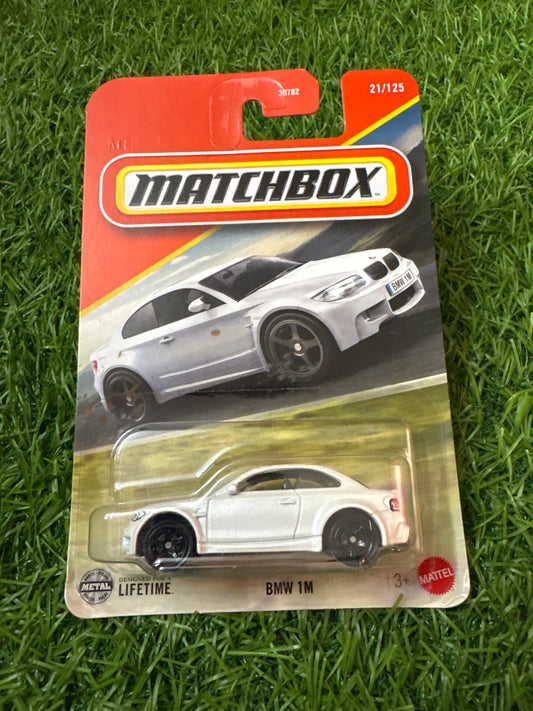 30782
21/125
MATCHBOX
BMW 1M
METAL
DESIGNED FOR A
LIFETIME.
BMW 1M
3+
MATTEL